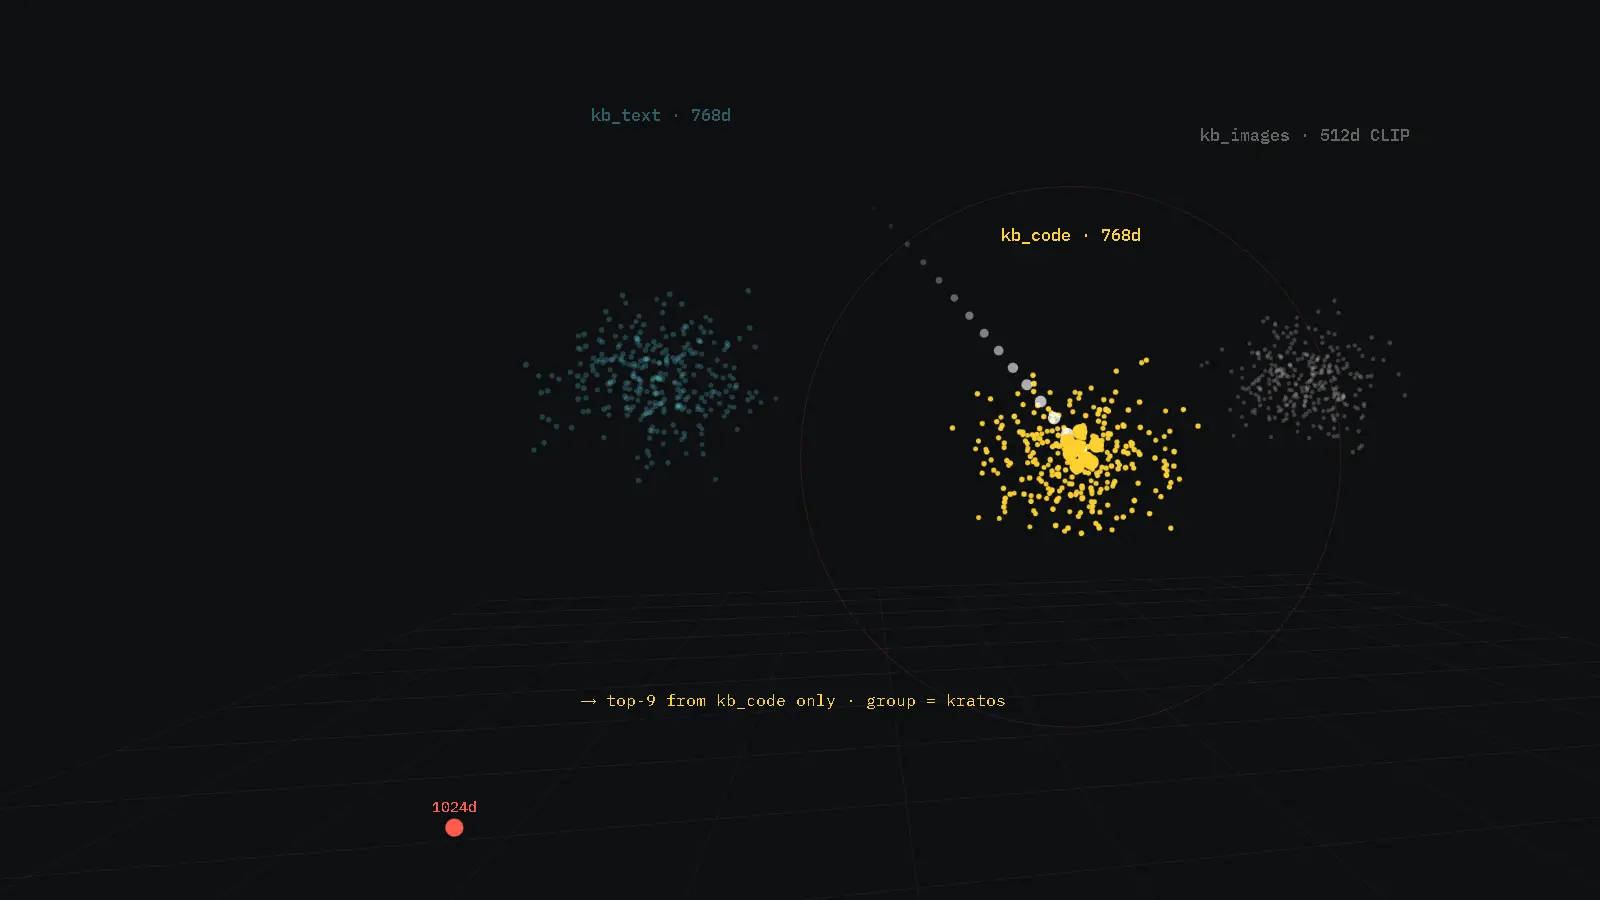 kb_text · 768d
kb_images · 512d CLIP
kb_code · 768d
→ top-9 from kb_code only · group = kratos
1024d